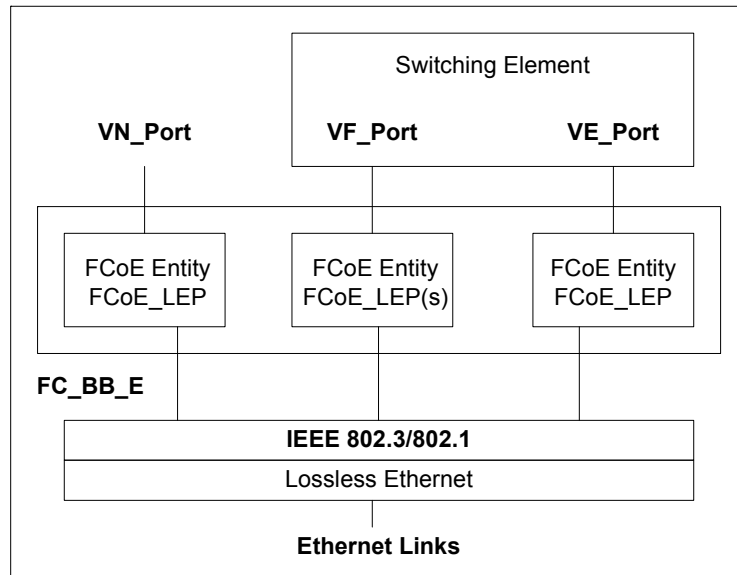 Switching Element
VN_Port
VF_Port
VE_Port
FCoE Entity
FCoE_LEP
FCoE Entity
FCoE_LEP(s)
FCoE Entity
FCoE_LEP
FC_BB_E
IEEE 802.3/802.1
Lossless Ethernet
Ethernet Links